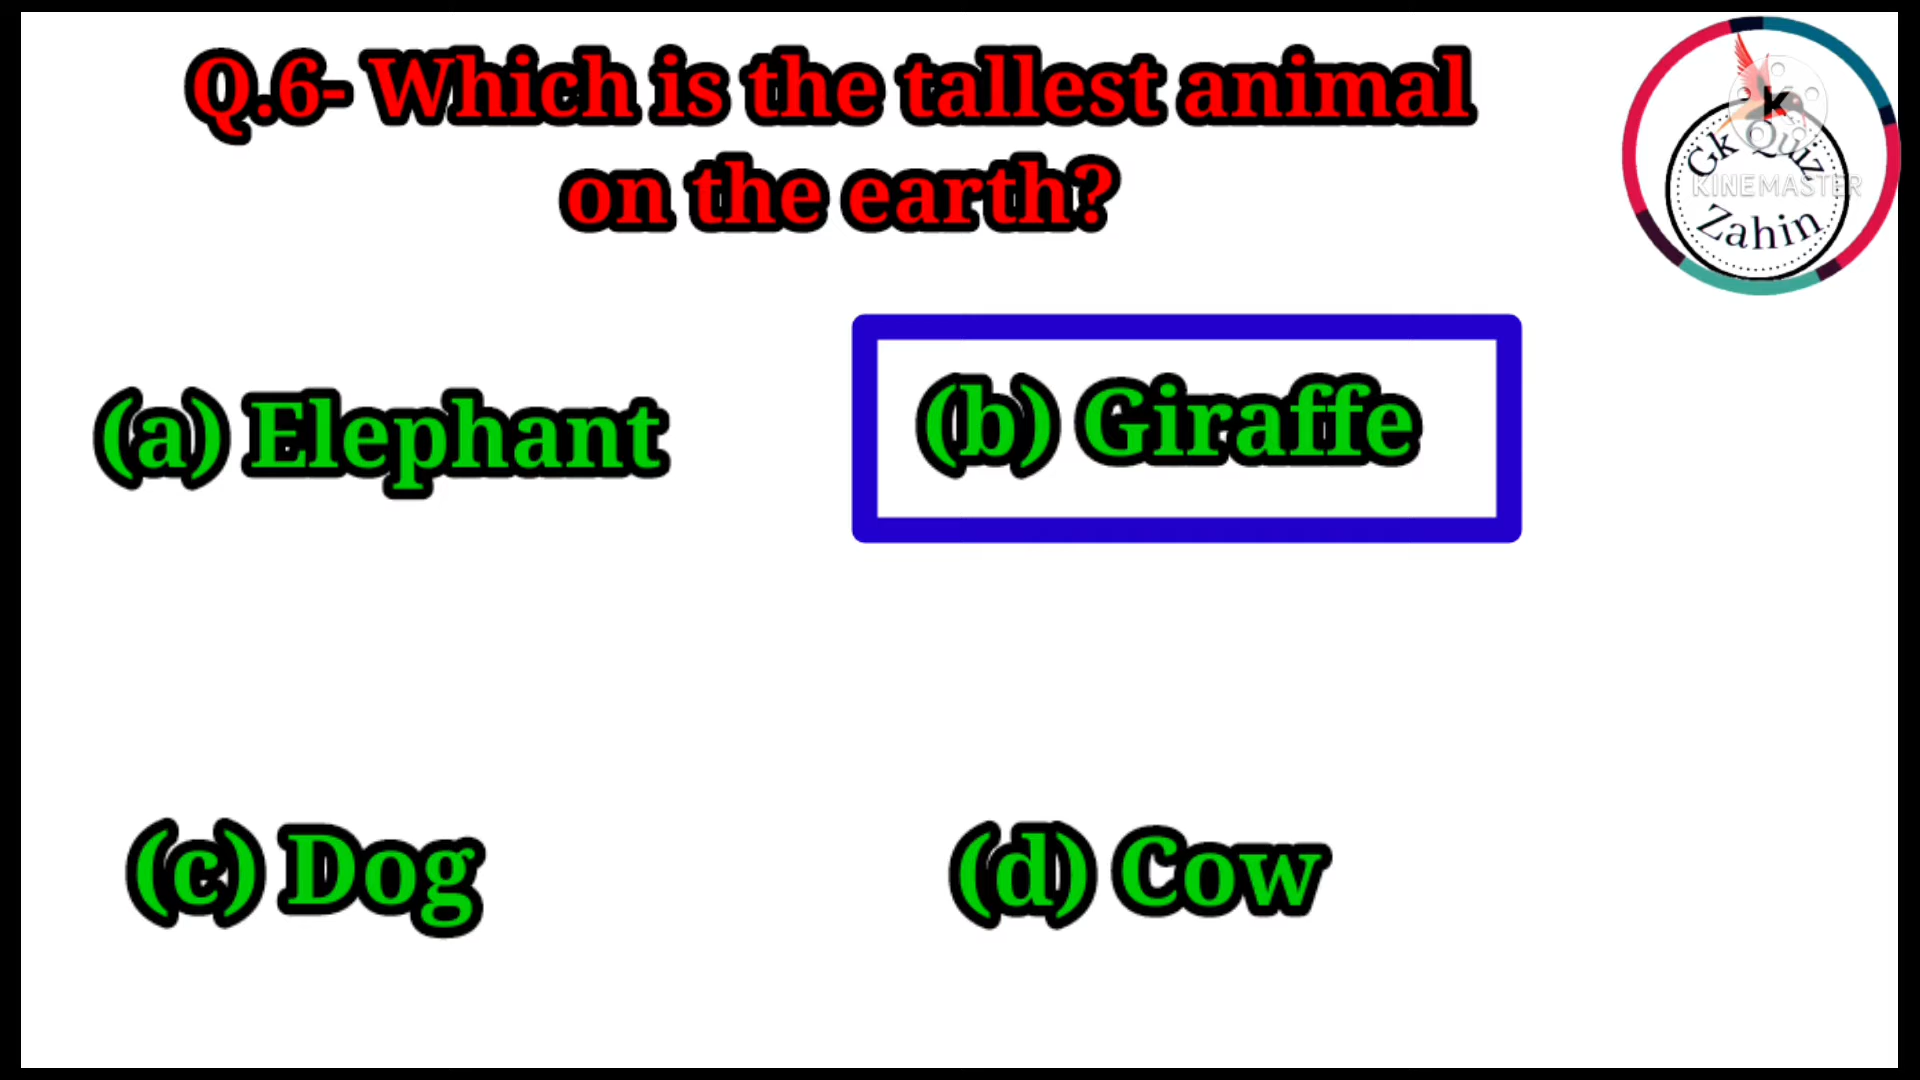 Q.6- Which is the tallest animal
on the earth?
(a) Elephant
(b) Giraffe
(c) Dog
(d) Cow
Gk Quiz
KINEMASTER
Zahin